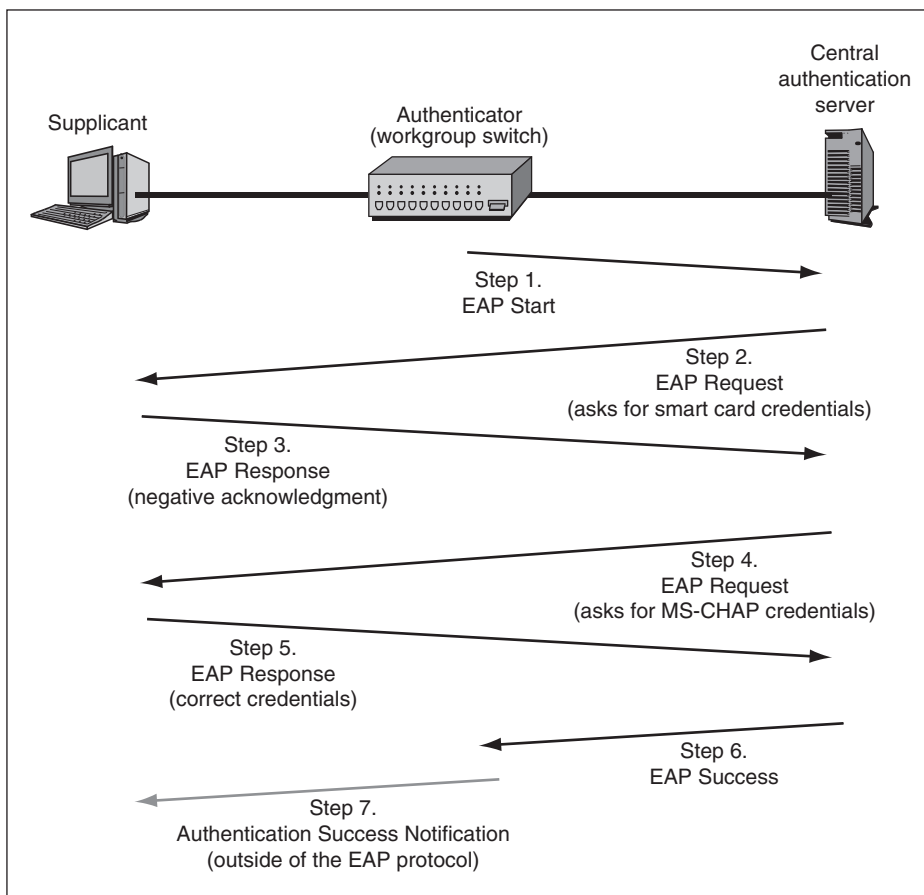 Supplicant
Authenticator
(workgroup switch)
Central
authentication
server
Step 1.
EAP Start
Step 2.
EAP Request
(asks for smart card credentials)
Step 3.
EAP Response
(negative acknowledgment)
Step 4.
EAP Request
(asks for MS-CHAP credentials)
Step 5.
EAP Response
(correct credentials)
Step 6.
EAP Success
Step 7.
Authentication Success Notification
(outside of the EAP protocol)